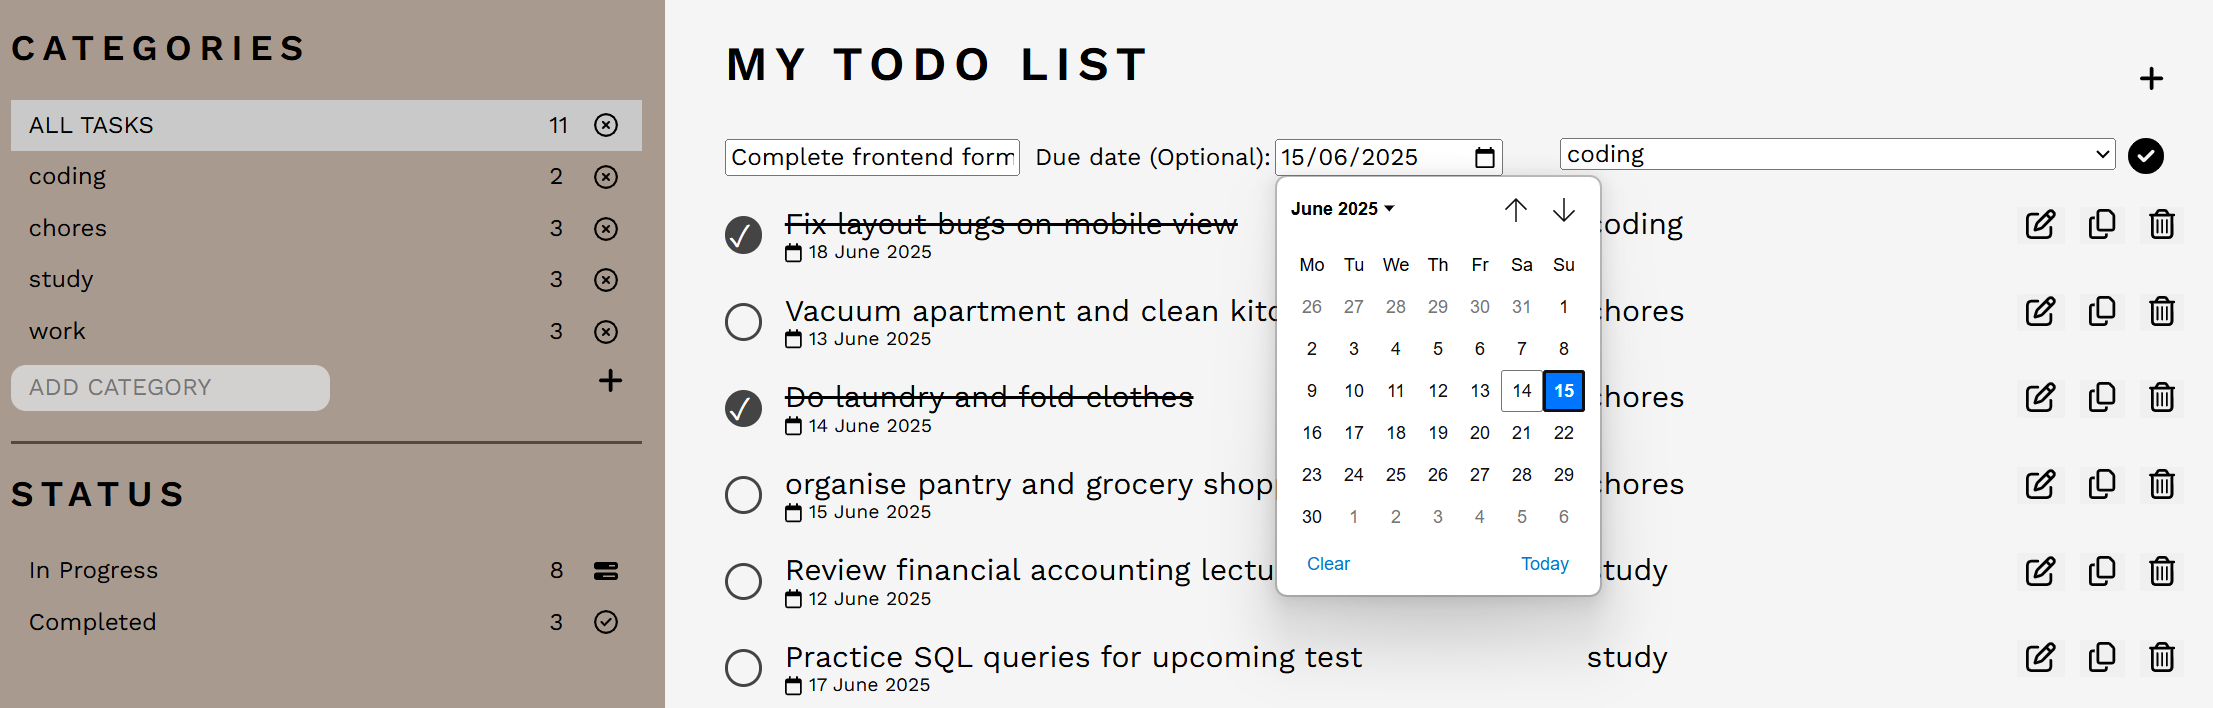 CATEGORIES
ALL TASKS 11
coding 2
chores 3
study 3
work 3
ADD CATEGORY
STATUS
In Progress 8
Completed 3
MY TODO LIST
Complete frontend form Due date (Optional): 15/06/2025 coding
Fix layout bugs on mobile view
18 June 2025
coding
Vacuum apartment and clean kitc
13 June 2025
chores
Do laundry and fold clothes
14 June 2025
chores
organise pantry and grocery shopp
15 June 2025
chores
Review financial accounting lectu
12 June 2025
study
Practice SQL queries for upcoming test
17 June 2025
study
June 2025
Mo Tu We Th Fr Sa Su
26 27 28 29 30 31 1
2 3 4 5 6 7 8
9 10 11 12 13 14 15
16 17 18 19 20 21 22
23 24 25 26 27 28 29
30 1 2 3 4 5 6
Clear Today